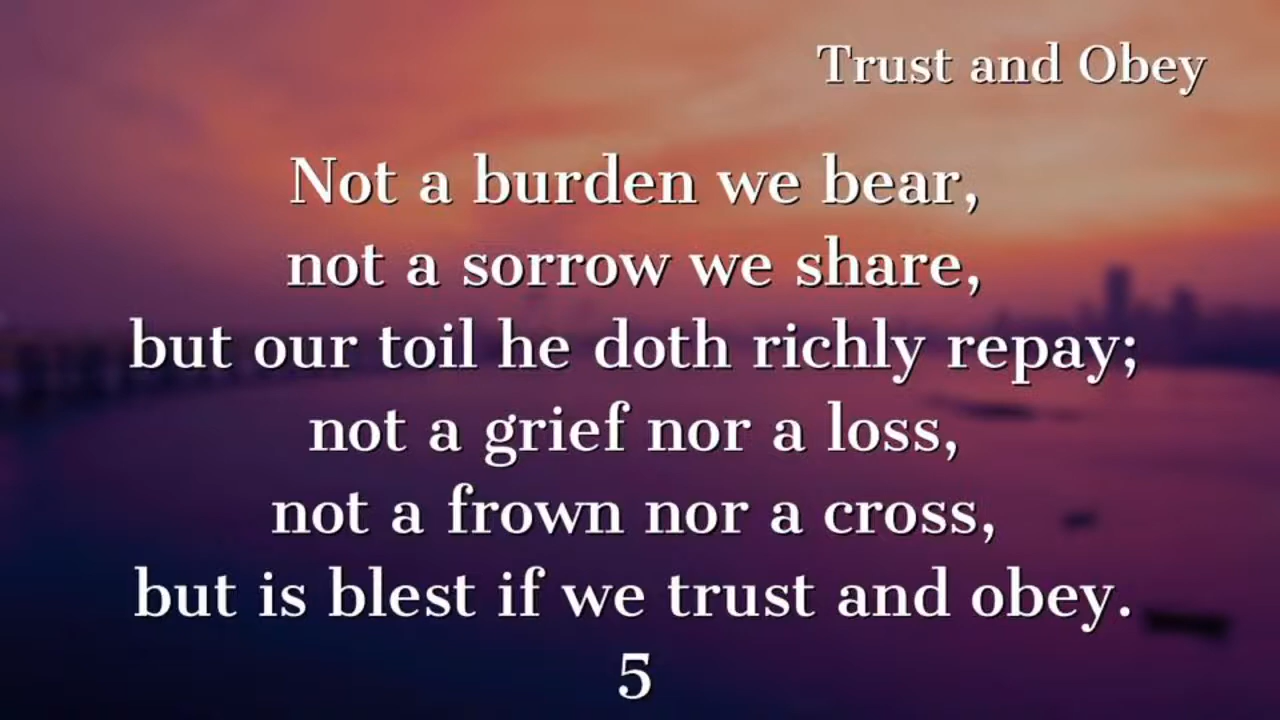 Trust and Obey
Not a burden we bear,
not a sorrow we share,
but our toil he doth richly repay;
not a grief nor a loss,
not a frown nor a cross,
but is blest if we trust and obey.
5